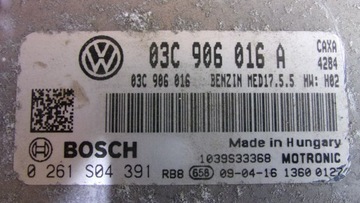 03C 906 016 A
CAXA
4284
03C 906 016 BENZIN MED17.5.5 HW: H02
BOSCH
Made in Hungary
1039S33368 MOTRONIC
0 261 S04 391 RBB 658 09-04-16 1360 0127